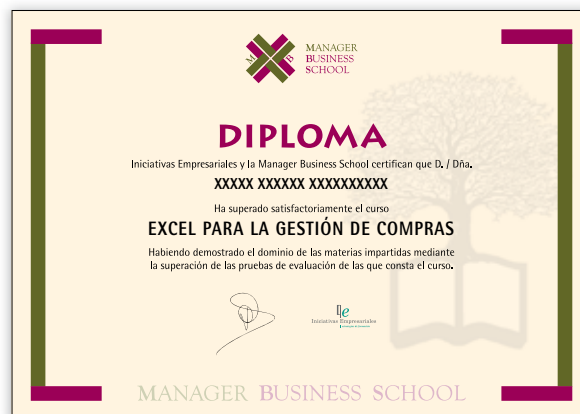 M B
MANAGER
BUSINESS
SCHOOL
DIPLOMA
Iniciativas Empresariales y la Manager Business School certifican que D. / Dña.
XXXXX XXXXXX XXXXXXXXXX
Ha superado satisfactoriamente el curso
EXCEL PARA LA GESTIÓN DE COMPRAS
Habiendo demostrado el dominio de las materias impartidas mediante
la superación de las pruebas de evaluación de las que consta el curso.
Iniciativas Empresariales
MANAGER BUSINESS SCHOOL